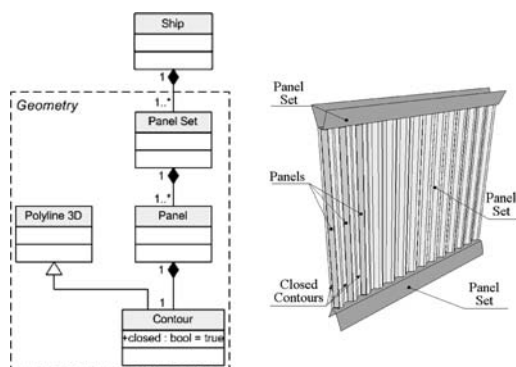 Ship
1
1..*
Geometry
Panel Set
1
1..*
Polyline 3D
Panel
1
1
Contour
+closed : bool = true
Panel
Set
Panels
Panel
Set
Closed
Contours
Panel
Set